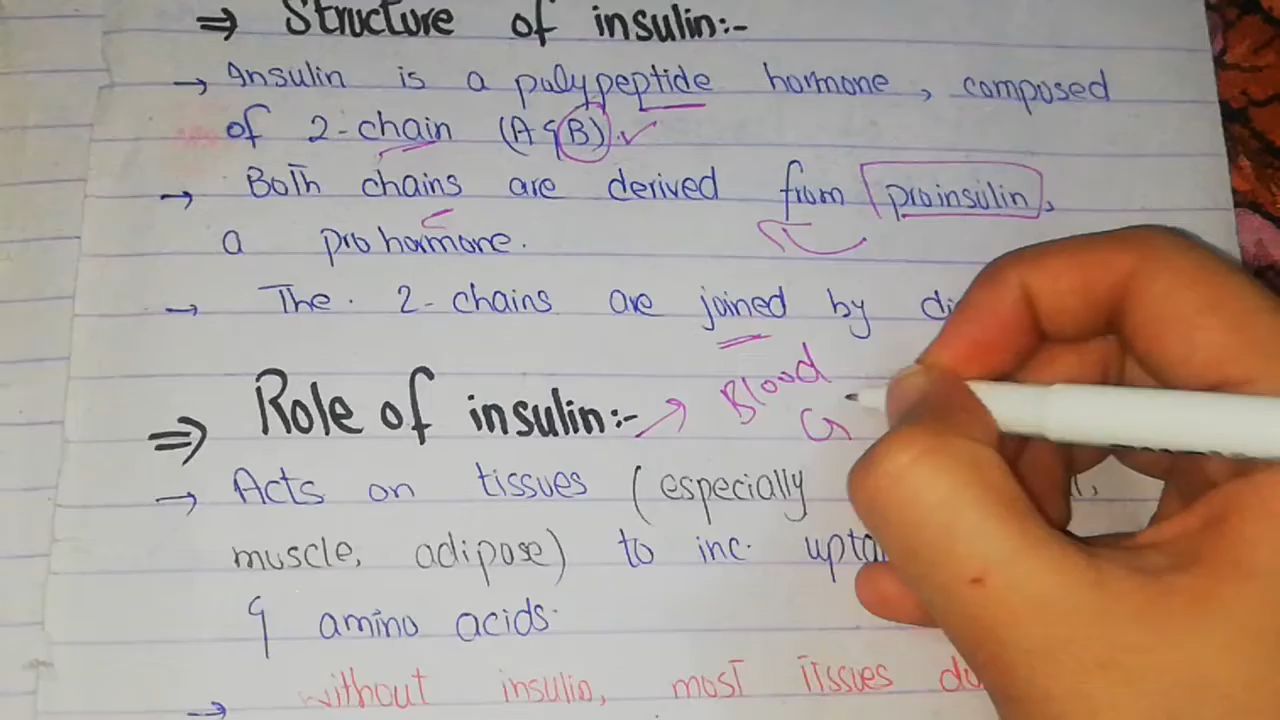 ⇒ Structure of insulin:-
→ Insulin is a polypeptide hormone, composed
of 2-chain (A & B).✓
→ Both chains are derived from proinsulin,
a prohormone.
→ The 2-chains are joined by
⇒ Role of insulin:- → Blood
G
→ Acts on tissues (especially
muscle, adipose) to inc.
& amino acids.
→ without insulin, most tissues